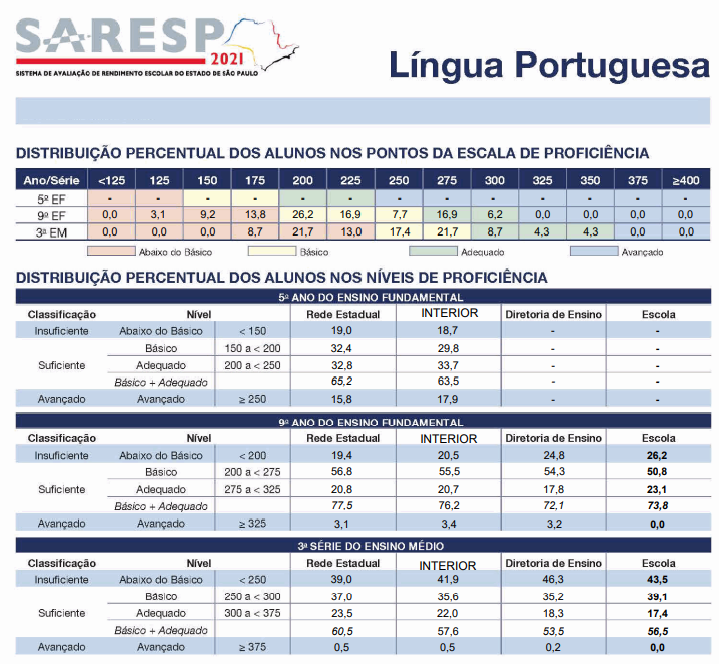 SARESP
2021
SISTEMA DE AVALIAÇÃO DE RENDIMENTO ESCOLAR DO ESTADO DE SÃO PAULO
Língua Portuguesa
DISTRIBUIÇÃO PERCENTUAL DOS ALUNOS NOS PONTOS DA ESCALA DE PROFICIÊNCIA
Ano/Série <125 125 150 175 200 225 250 275 300 325 350 375 ≥400
5º EF - - - - - - - - - - - - -
9º EF 0,0 3,1 9,2 13,8 26,2 16,9 7,7 16,9 6,2 0,0 0,0 0,0 0,0
3ª EM 0,0 0,0 0,0 8,7 21,7 13,0 17,4 21,7 8,7 4,3 4,3 0,0 0,0
Abaixo do Básico Básico Adequado Avançado
DISTRIBUIÇÃO PERCENTUAL DOS ALUNOS NOS NÍVEIS DE PROFICIÊNCIA
5º ANO DO ENSINO FUNDAMENTAL
Classificação Nível Rede Estadual INTERIOR Diretoria de Ensino Escola
Insuficiente Abaixo do Básico < 150 19,0 18,7 - -
Básico 150 a < 200 32,4 29,8 - -
Suficiente Adequado 200 a < 250 32,8 33,7 - -
Básico + Adequado 65,2 63,5 - -
Avançado Avançado ≥ 250 15,8 17,9 - -
9º ANO DO ENSINO FUNDAMENTAL
Classificação Nível Rede Estadual INTERIOR Diretoria de Ensino Escola
Insuficiente Abaixo do Básico < 200 19,4 20,5 24,8 26,2
Básico 200 a < 275 56,8 55,5 54,3 50,8
Suficiente Adequado 275 a < 325 20,8 20,7 17,8 23,1
Básico + Adequado 77,5 76,2 72,1 73,8
Avançado Avançado ≥ 325 3,1 3,4 3,2 0,0
3ª SÉRIE DO ENSINO MÉDIO
Classificação Nível Rede Estadual INTERIOR Diretoria de Ensino Escola
Insuficiente Abaixo do Básico < 250 39,0 41,9 46,3 43,5
Básico 250 a < 300 37,0 35,6 35,2 39,1
Suficiente Adequado 300 a < 375 23,5 22,0 18,3 17,4
Básico + Adequado 60,5 57,6 53,5 56,5
Avançado Avançado ≥ 375 0,5 0,5 0,2 0,0